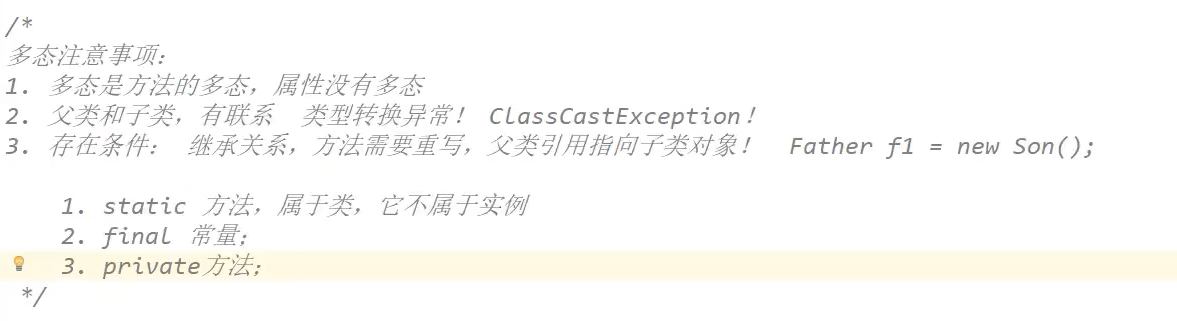 /*
多态注意事项：
1. 多态是方法的多态，属性没有多态
2. 父类和子类，有联系  类型转换异常！ ClassCastException！
3. 存在条件： 继承关系，方法需要重写，父类引用指向子类对象！  Father f1 = new Son();
1. static 方法，属于类，它不属于实例
2. final 常量；
3. private方法；
*/